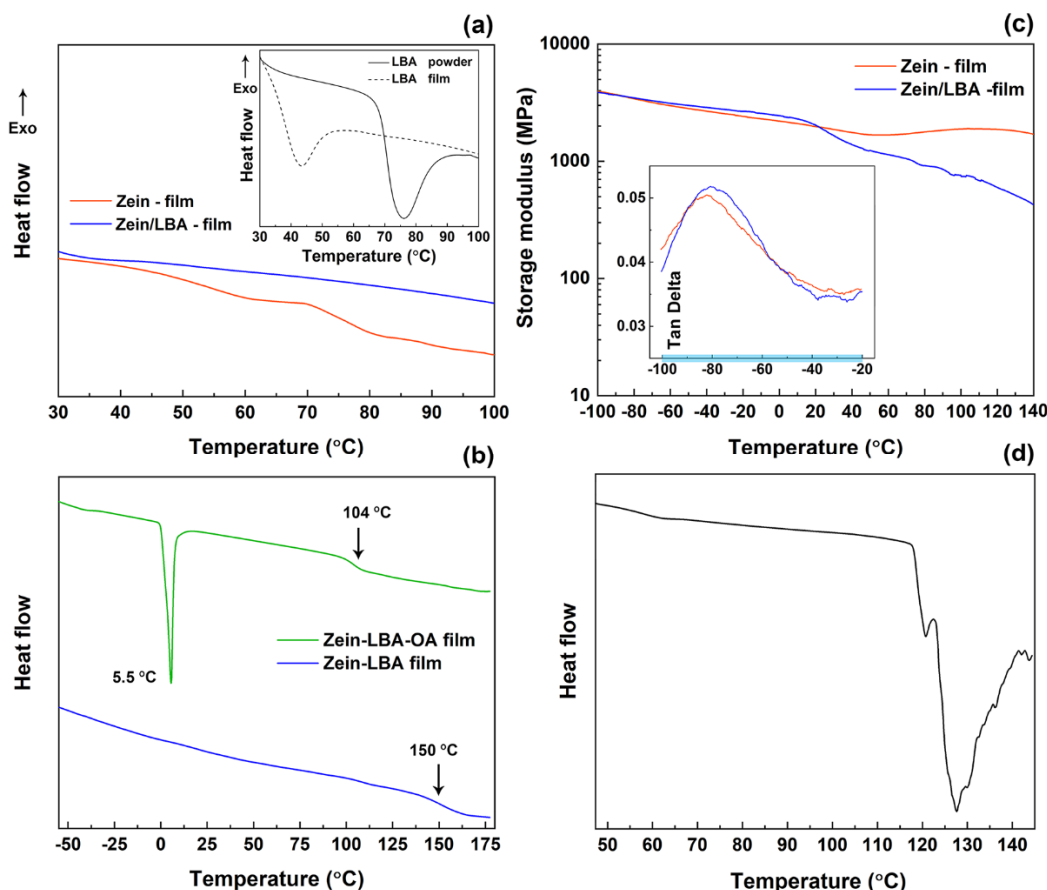 (a)
Exo
Heat flow
Zein - film
Zein/LBA - film
30 40 50 60 70 80 90 100
Temperature (°C)
LBA powder
LBA film
Exo
Heat flow
30 40 50 60 70 80 90 100
Temperature (°C)
(c)
Storage modulus (MPa)
10000
1000
100
10
Zein - film
Zein/LBA -film
-100 -80 -60 -40 -20 0 20 40 60 80 100 120 140
Temperature (°C)
Tan Delta
0.05
0.04
0.03
-100 -80 -60 -40 -20
(b)
Heat flow
104 °C
5.5 °C
Zein-LBA-OA film
Zein-LBA film
150 °C
-50 -25 0 25 50 75 100 125 150 175
Temperature (°C)
(d)
Heat flow
50 60 70 80 90 100 110 120 130 140
Temperature (°C)